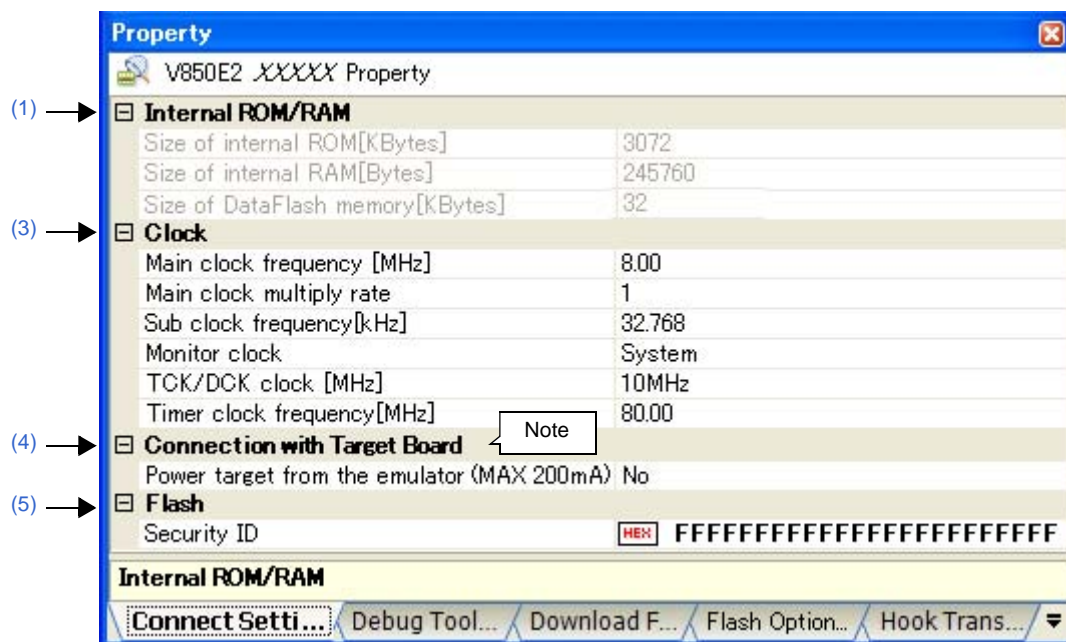 Property
V850E2 XXXXX Property
(1) Internal ROM/RAM
Size of internal ROM[KBytes] 3072
Size of internal RAM[Bytes] 245760
Size of DataFlash memory[KBytes] 32
(3) Clock
Main clock frequency [MHz] 8.00
Main clock multiply rate 1
Sub clock frequency[kHz] 32.768
Monitor clock System
TCK/DCK clock [MHz] 10MHz
Timer clock frequency[MHz] 80.00
Note
(4) Connection with Target Board
Power target from the emulator (MAX 200mA) No
(5) Flash
Security ID HEX FFFFFFFFFFFFFFFFFFFFFFFF
Internal ROM/RAM
Connect Setti... Debug Tool... Download F... Flash Option... Hook Trans...